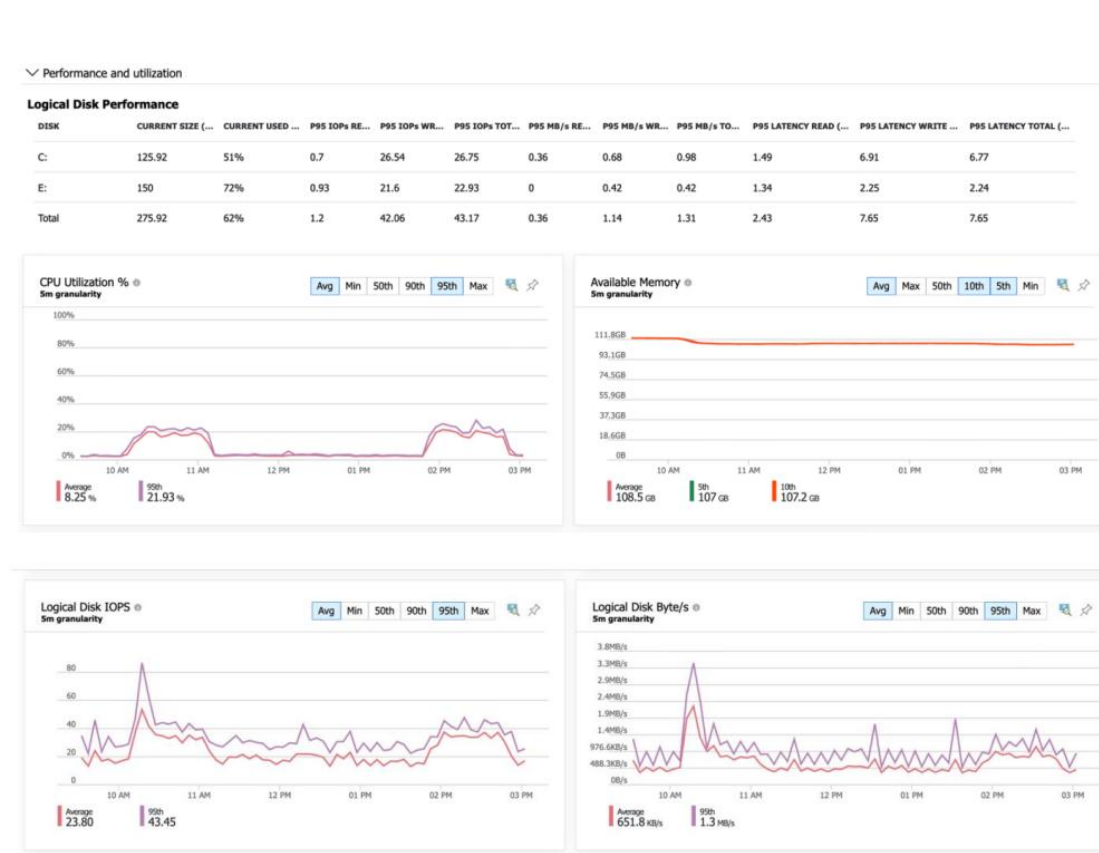 Performance and utilization
Logical Disk Performance
DISK CURRENT SIZE (... CURRENT USED ... P95 IOPs RE... P95 IOPs WR... P95 IOPs TOT... P95 MB/s RE... P95 MB/s WR... P95 MB/s TO... P95 LATENCY READ (... P95 LATENCY WRITE ... P95 LATENCY TOTAL (...
C: 125.92 51% 0.7 26.54 26.75 0.36 0.68 0.98 1.49 6.91 6.77
E: 150 72% 0.93 21.6 22.93 0 0.42 0.42 1.34 2.25 2.24
Total 275.92 62% 1.2 42.06 43.17 0.36 1.14 1.31 2.43 7.65 7.65
CPU Utilization %
5m granularity
Avg Min 50th 90th 95th Max
100%
80%
60%
40%
20%
0%
10 AM 11 AM 12 PM 01 PM 02 PM 03 PM
Average 95th
8.25 % 21.93 %
Available Memory
5m granularity
Avg Max 50th 10th 5th Min
111.8GB
93.1GB
74.5GB
55.9GB
37.3GB
18.6GB
0B
10 AM 11 AM 12 PM 01 PM 02 PM 03 PM
Average 5th 10th
108.5 GB 107 GB 107.2 GB
Logical Disk IOPS
5m granularity
Avg Min 50th 90th 95th Max
80
60
40
20
0
10 AM 11 AM 12 PM 01 PM 02 PM 03 PM
Average 95th
23.80 43.45
Logical Disk Byte/s
5m granularity
Avg Min 50th 90th 95th Max
3.8MB/s
3.3MB/s
2.9MB/s
2.4MB/s
1.9MB/s
1.4MB/s
976.6KB/s
488.3KB/s
0B/s
10 AM 11 AM 12 PM 01 PM 02 PM 03 PM
Average 95th
651.8 KB/s 1.3 MB/s